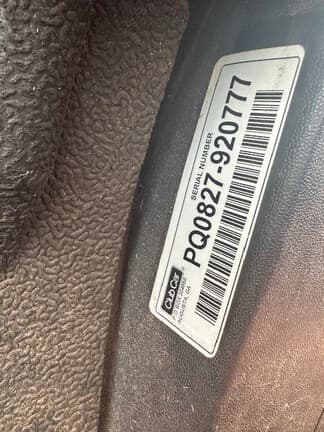 SERIAL NUMBER
PQ0827-920777
Club Car
AUGUSTA, GA